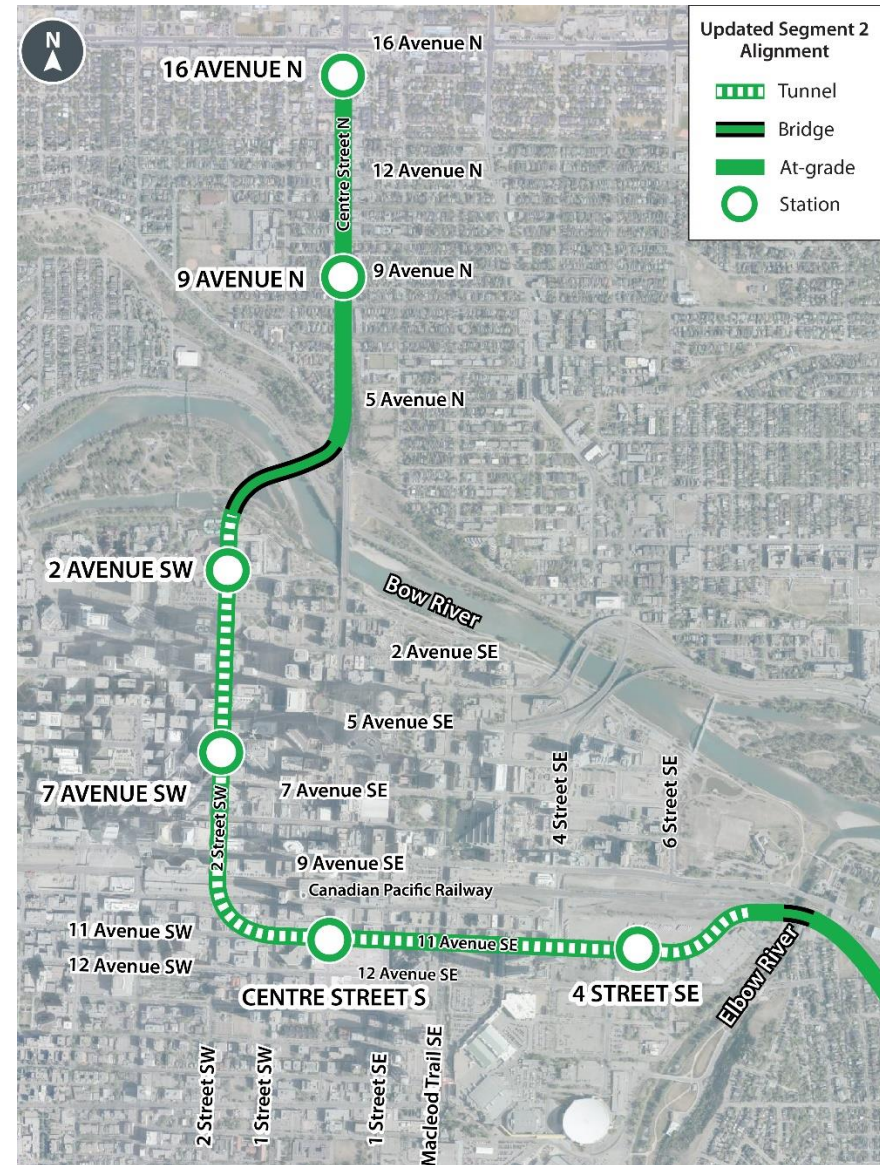 N
16 AVENUE N
16 Avenue N
Updated Segment 2
Alignment
Tunnel
Bridge
At-grade
Station
Centre Street N
12 Avenue N
9 AVENUE N
9 Avenue N
5 Avenue N
2 AVENUE SW
Bow River
2 Avenue SE
5 Avenue SE
7 AVENUE SW
7 Avenue SE
4 Street SE
6 Street SE
2 Street SW
9 Avenue SE
Canadian Pacific Railway
11 Avenue SW
11 Avenue SE
12 Avenue SW
12 Avenue SE
CENTRE STREET S
4 STREET SE
Elbow River
2 Street SW
1 Street SW
1 Street SE
Macleod Trail SE